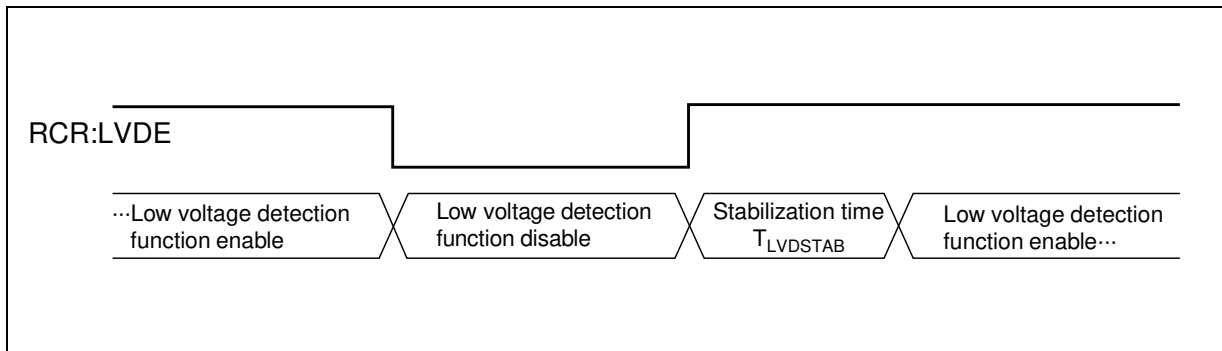 RCR:LVDE
···Low voltage detection
function enable
Low voltage detection
function disable
Stabilization time
TLVDSTAB
Low voltage detection
function enable···